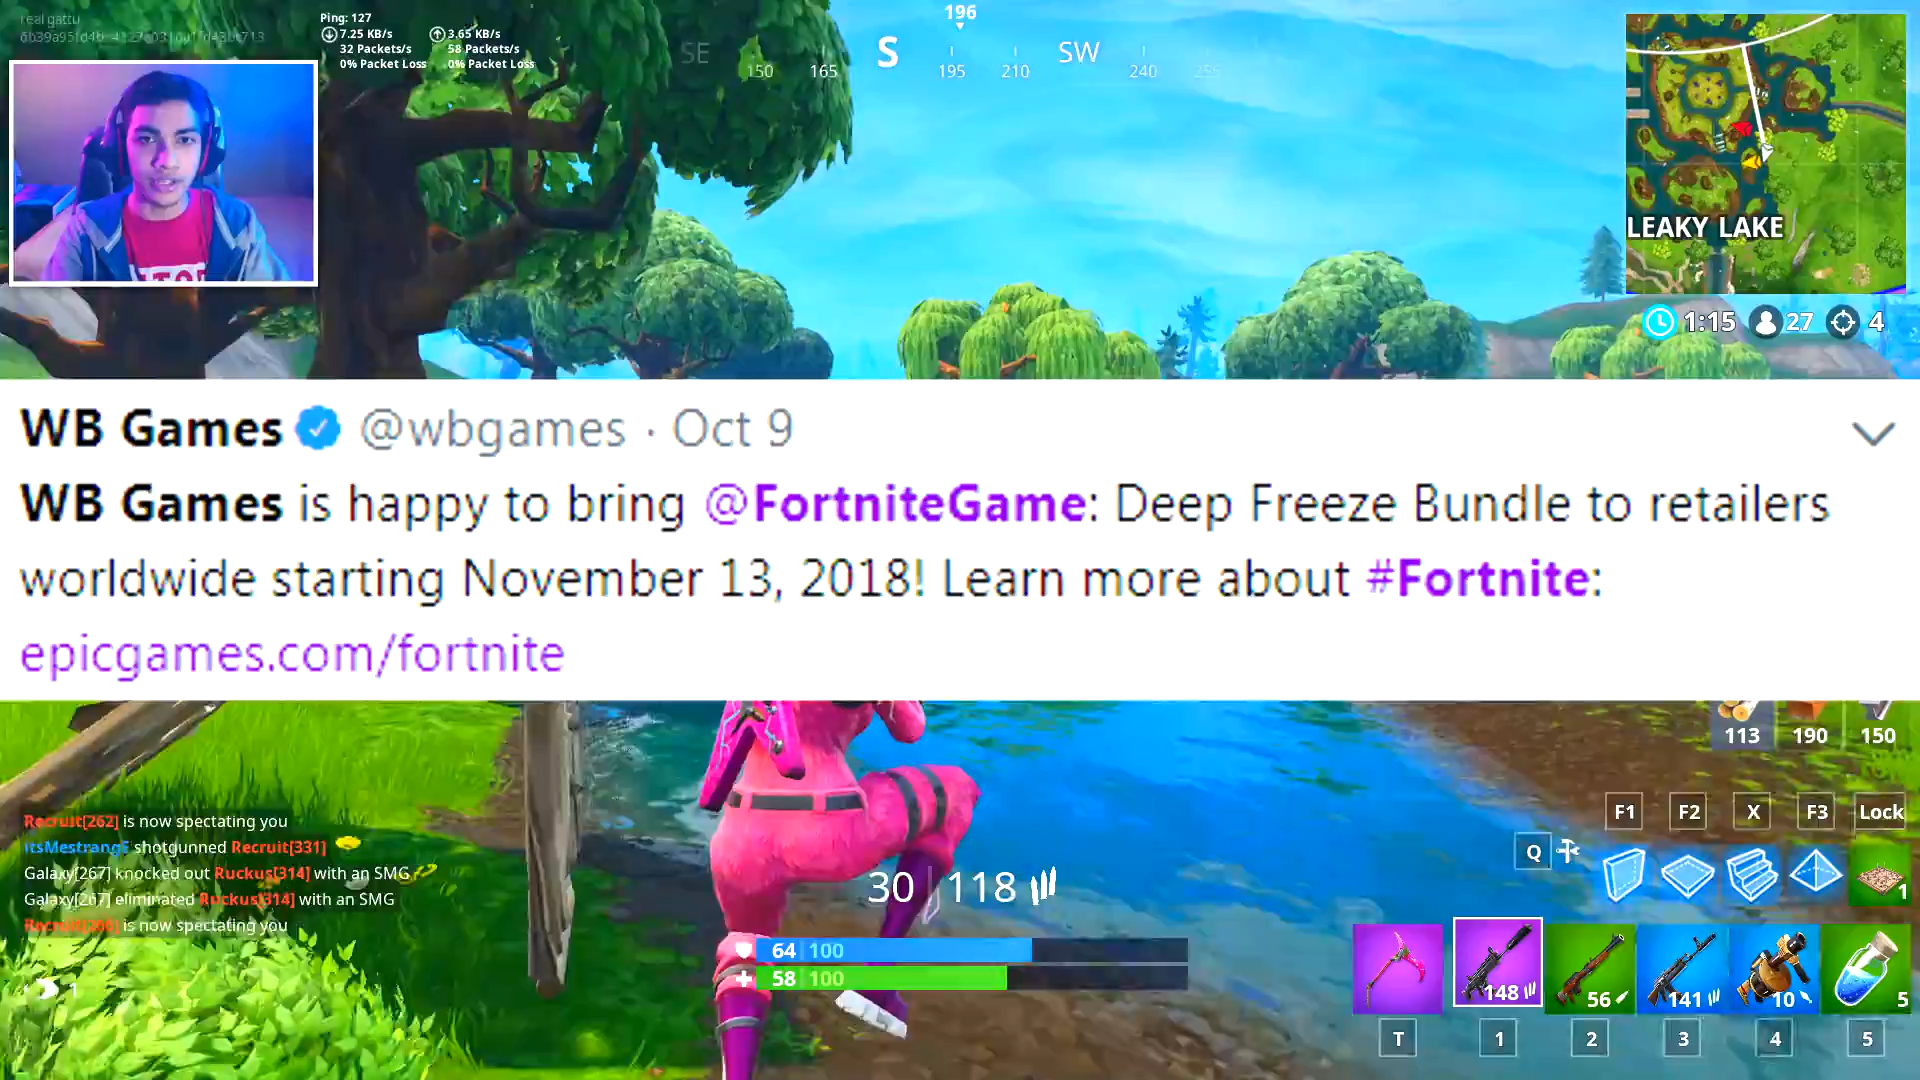 real gattu
Ping: 127
7.25 KB/s 3.65 KB/s
32 Packets/s 58 Packets/s
0% Packet Loss 0% Packet Loss
196
SE 150 165 S 195 210 SW 240 255
LEAKY LAKE
1:15 27 4
WB Games @wbgames · Oct 9
WB Games is happy to bring @FortniteGame: Deep Freeze Bundle to retailers
worldwide starting November 13, 2018! Learn more about #Fortnite:
epicgames.com/fortnite
113 190 150
Recruit[262] is now spectating you
itsMestrangE shotgunned Recruit[331]
Galaxy[267] knocked out Ruckus[314] with an SMG
Galaxy[267] eliminated Ruckus[314] with an SMG
is now spectating you
1
30 118
64 100
58 100
F1 F2 X F3 Lock
Q
1
148 56 141 10 5
T 1 2 3 4 5